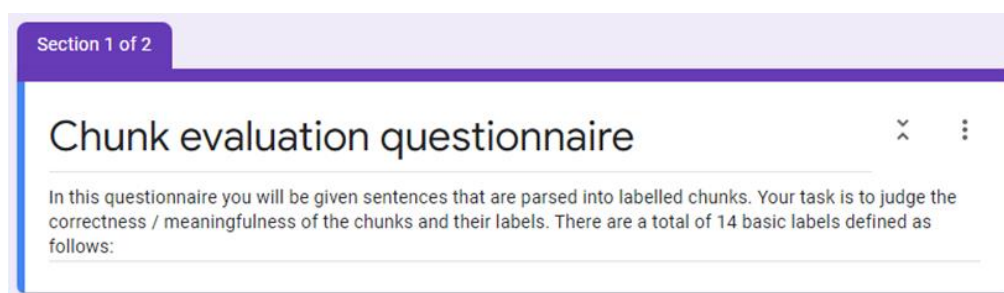 Section 1 of 2
Chunk evaluation questionnaire
In this questionnaire you will be given sentences that are parsed into labelled chunks. Your task is to judge the
correctness / meaningfulness of the chunks and their labels. There are a total of 14 basic labels defined as
follows: